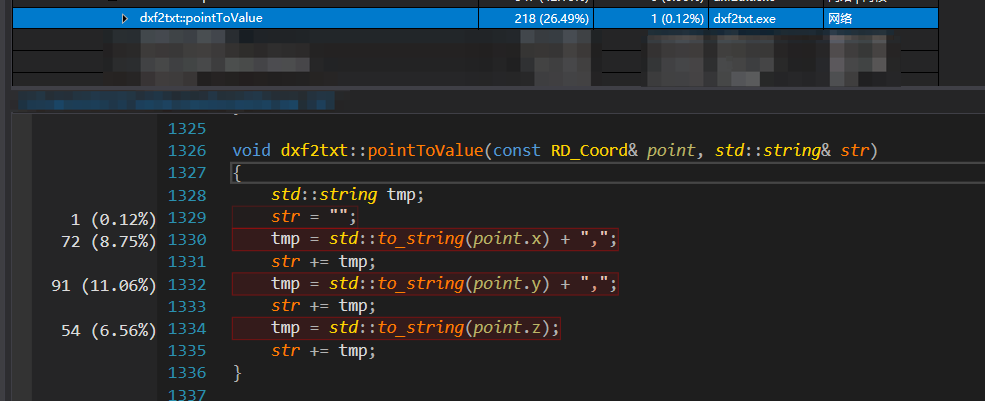 dxf2txt::pointToValue 218 (26.49%) 1 (0.12%) dxf2txt.exe 网络
1325
1326 void dxf2txt::pointToValue(const RD_Coord& point, std::string& str)
1327 {
1328 std::string tmp;
1 (0.12%) 1329 str = "";
72 (8.75%) 1330 tmp = std::to_string(point.x) + ",";
1331 str += tmp;
91 (11.06%) 1332 tmp = std::to_string(point.y) + ",";
1333 str += tmp;
54 (6.56%) 1334 tmp = std::to_string(point.z);
1335 str += tmp;
1336 }
1337